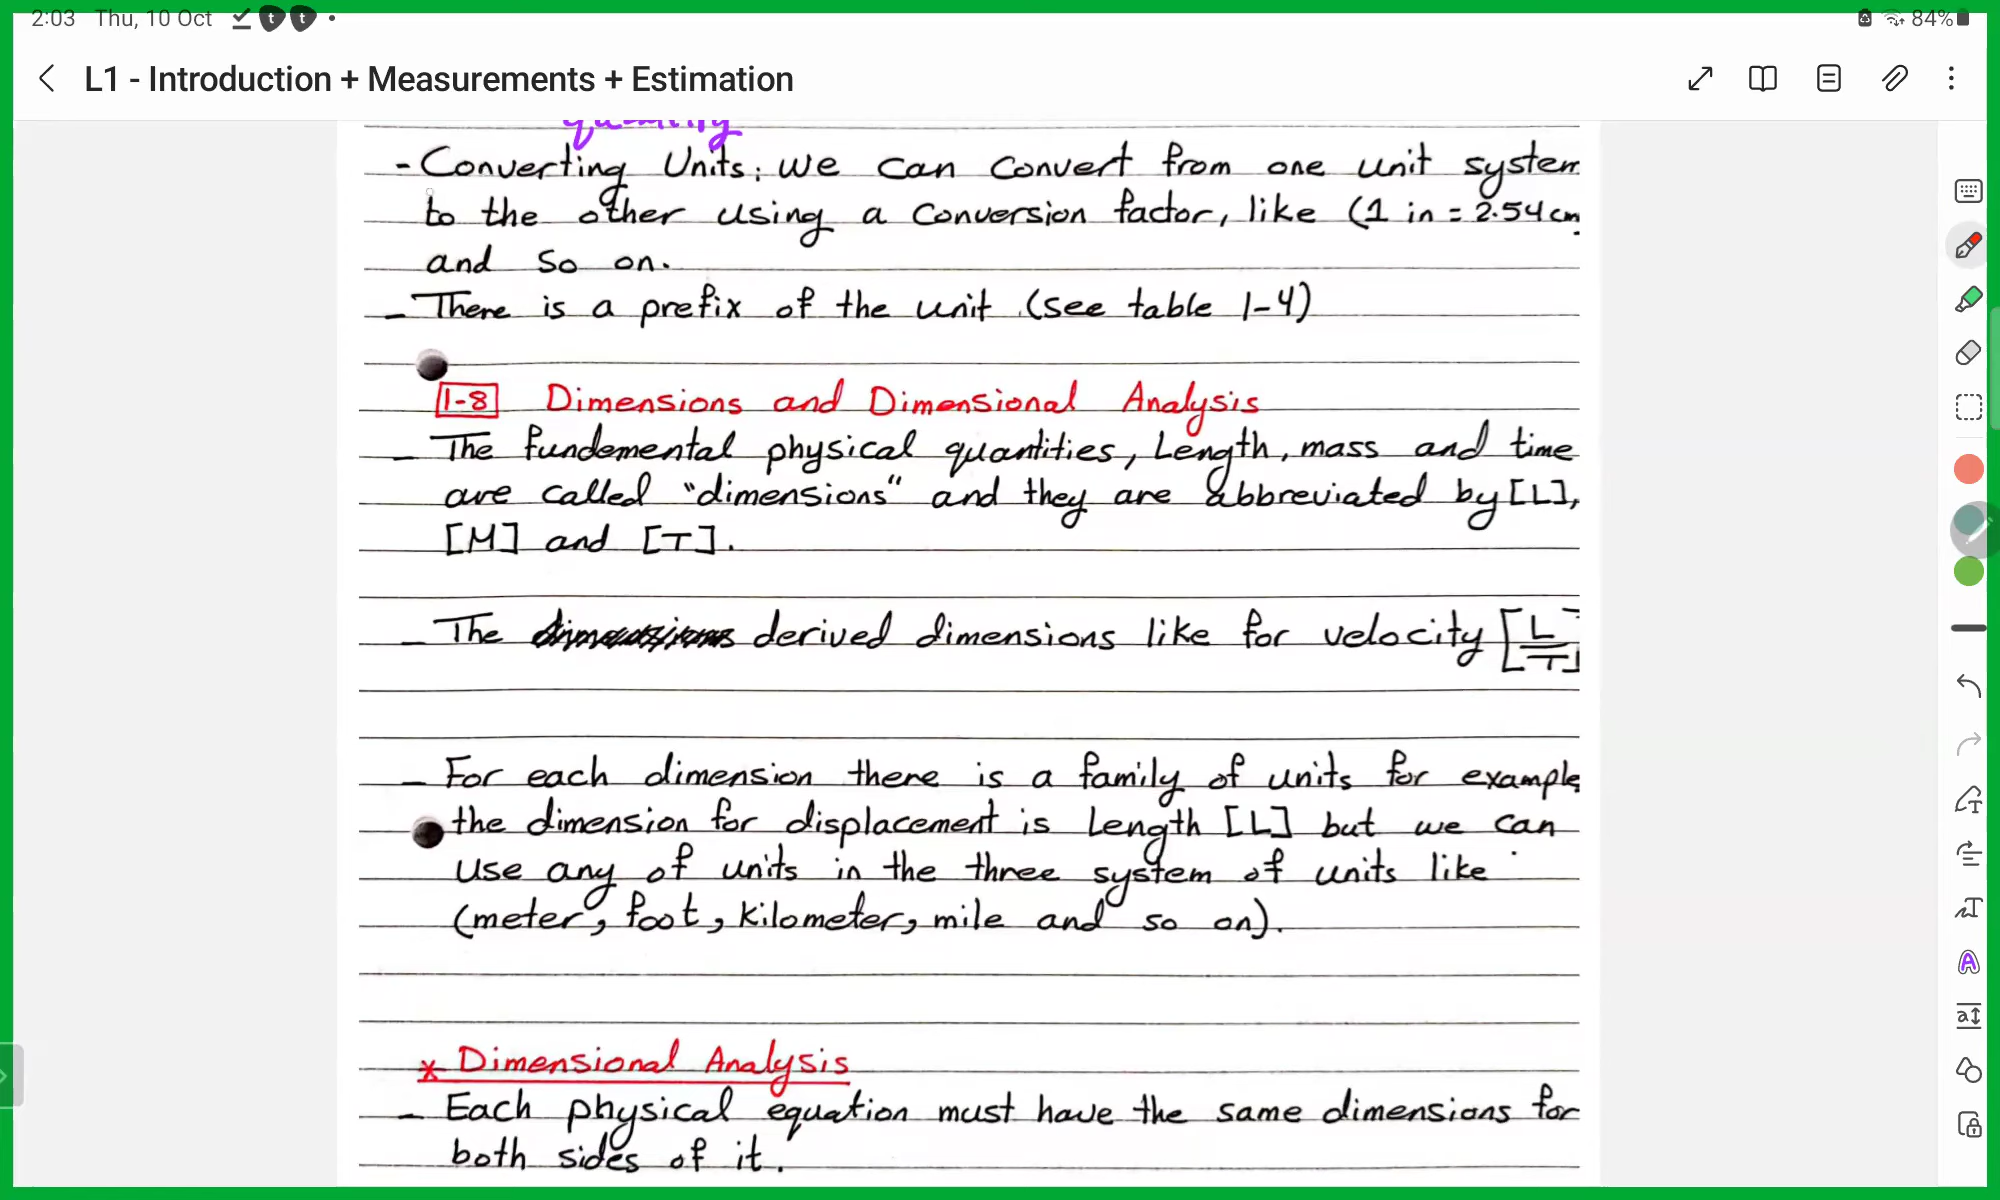 2:03 Thu, 10 Oct t t • 84%
L1 - Introduction + Measurements + Estimation
quantity
- Converting Units: We can convert from one unit system
to the other using a conversion factor, like (1 in = 2.54 cm
and so on.
- There is a prefix of the unit (see table 1-4)
1-8 Dimensions and Dimensional Analysis
- The fundemental physical quantities, Length, mass and time
are called "dimensions" and they are abbreviated by [L],
[M] and [T].
- The dimensions derived dimensions like for velocity [L/T]
- For each dimension there is a family of units for example
the dimension for displacement is Length [L] but we can
use any of units in the three system of units like
(meter, foot, kilometer, mile and so on).
* Dimensional Analysis
- Each physical equation must have the same dimensions for
both sides of it.